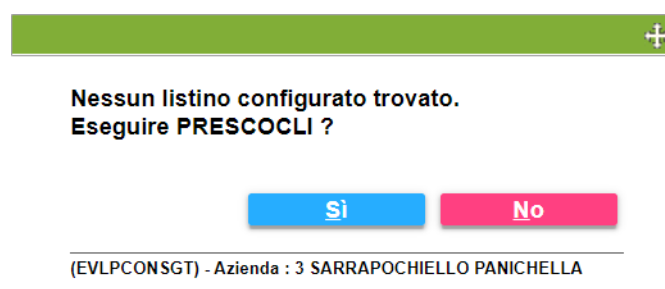 Nessun listino configurato trovato.
Eseguire PRESCOCLI ?
Sì
No
(EVLPCONSGT) - Azienda : 3 SARRAPOCHIELLO PANICHELLA